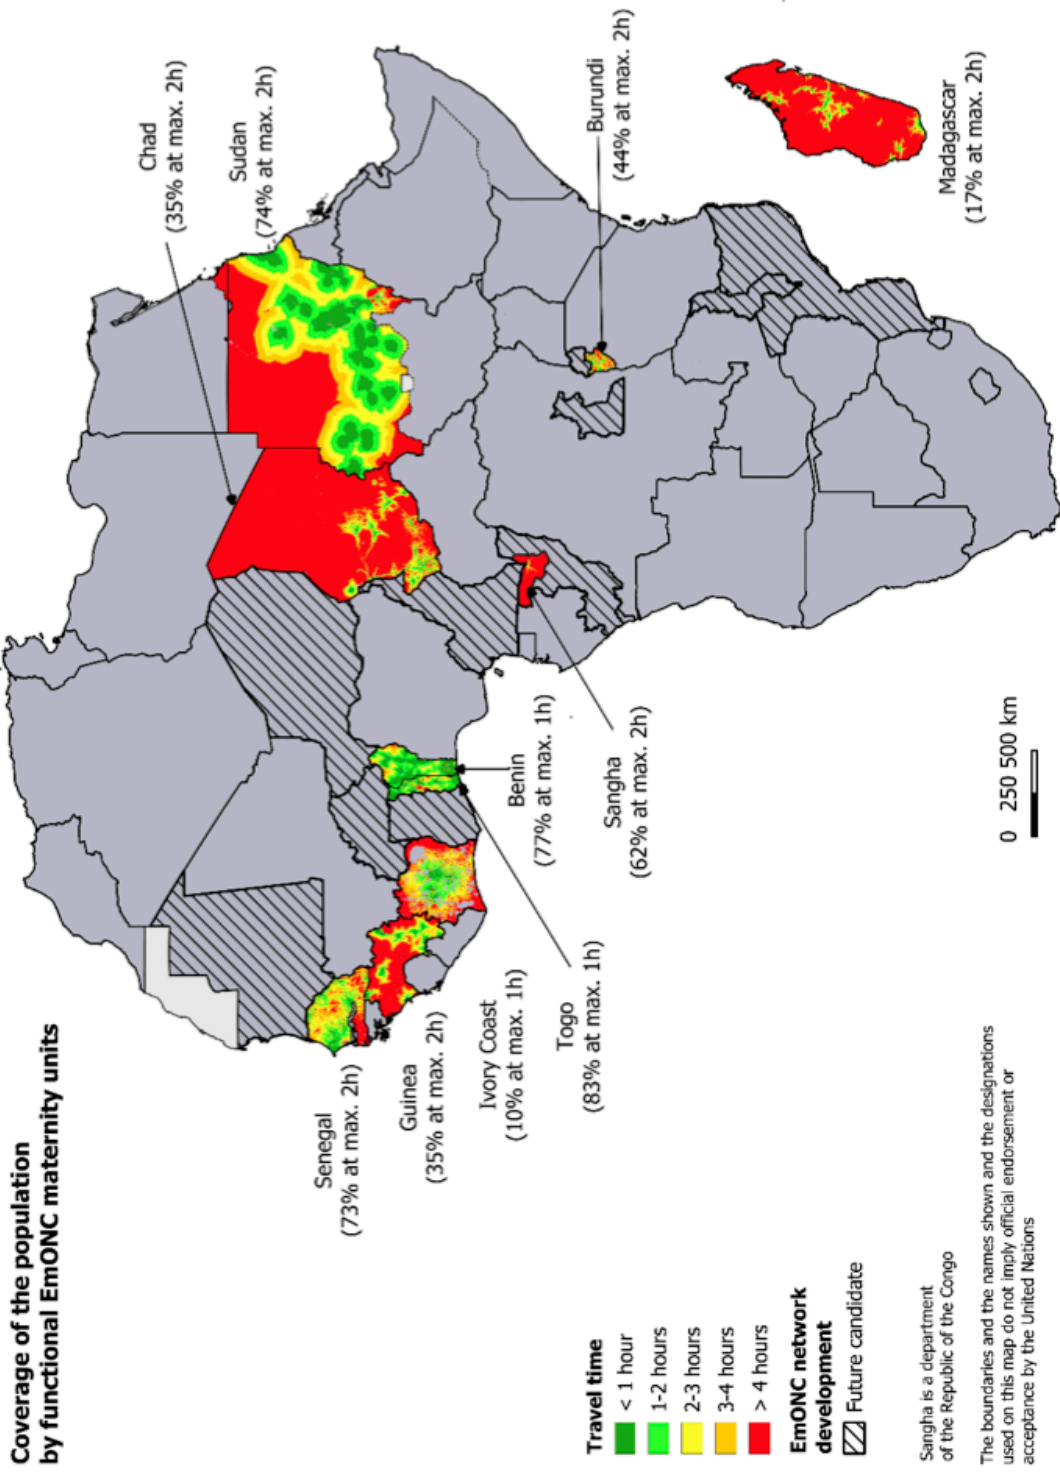 Coverage of the population
by functional EmONC maternity units
Chad
(35% at max. 2h)
Sudan
(74% at max. 2h)
Burundi
(44% at max. 2h)
Madagascar
(17% at max. 2h)
Senegal
(73% at max. 2h)
Guinea
(35% at max. 2h)
Ivory Coast
(10% at max. 1h)
Togo
(83% at max. 1h)
Benin
(77% at max. 1h)
Sangha
(62% at max. 2h)
Travel time
< 1 hour
1-2 hours
2-3 hours
3-4 hours
> 4 hours
EmONC network
development
Future candidate
0 250 500 km
Sangha is a department
of the Republic of the Congo
The boundaries and the names shown and the designations
used on this map do not imply official endorsement or
acceptance by the United Nations